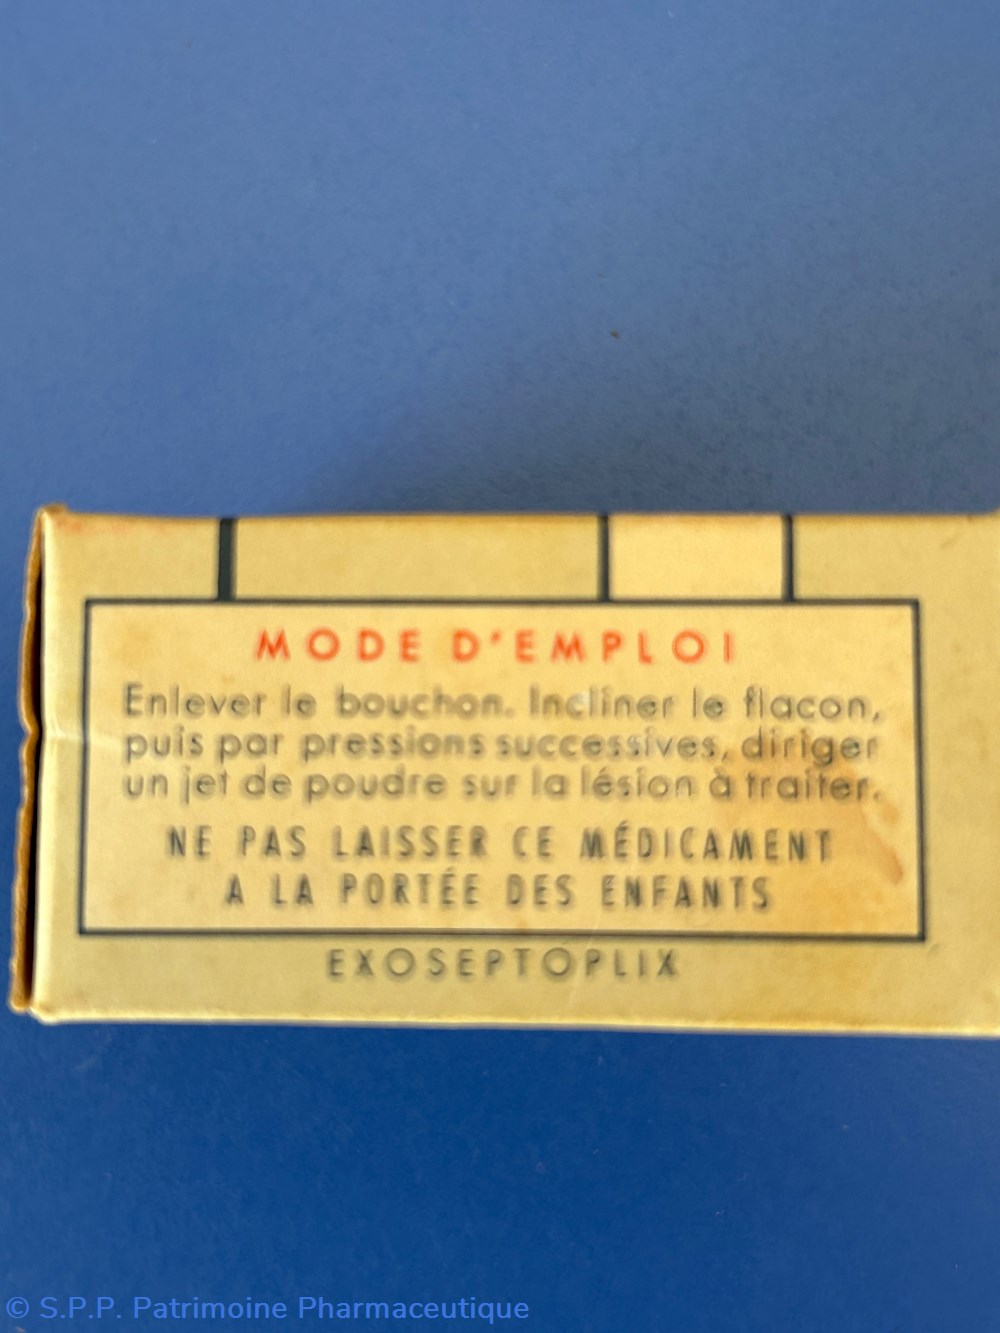 MODE D'EMPLOI
Enlever le bouchon. Incliner le flacon,
puis par pressions successives, diriger
un jet de poudre sur la lésion à traiter.
NE PAS LAISSER CE MÉDICAMENT
A LA PORTÉE DES ENFANTS
EXOSEPTOPLIX
© S.P.P. Patrimoine Pharmaceutique